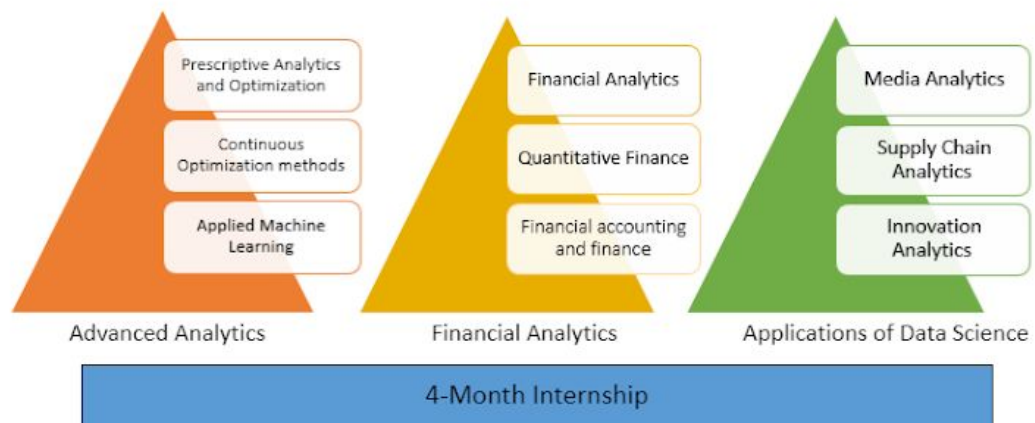 Prescriptive Analytics
and Optimization
Continuous
Optimization methods
Applied Machine
Learning
Advanced Analytics
Financial Analytics
Quantitative Finance
Financial accounting
and finance
Financial Analytics
Media Analytics
Supply Chain
Analytics
Innovation
Analytics
Applications of Data Science
4-Month Internship